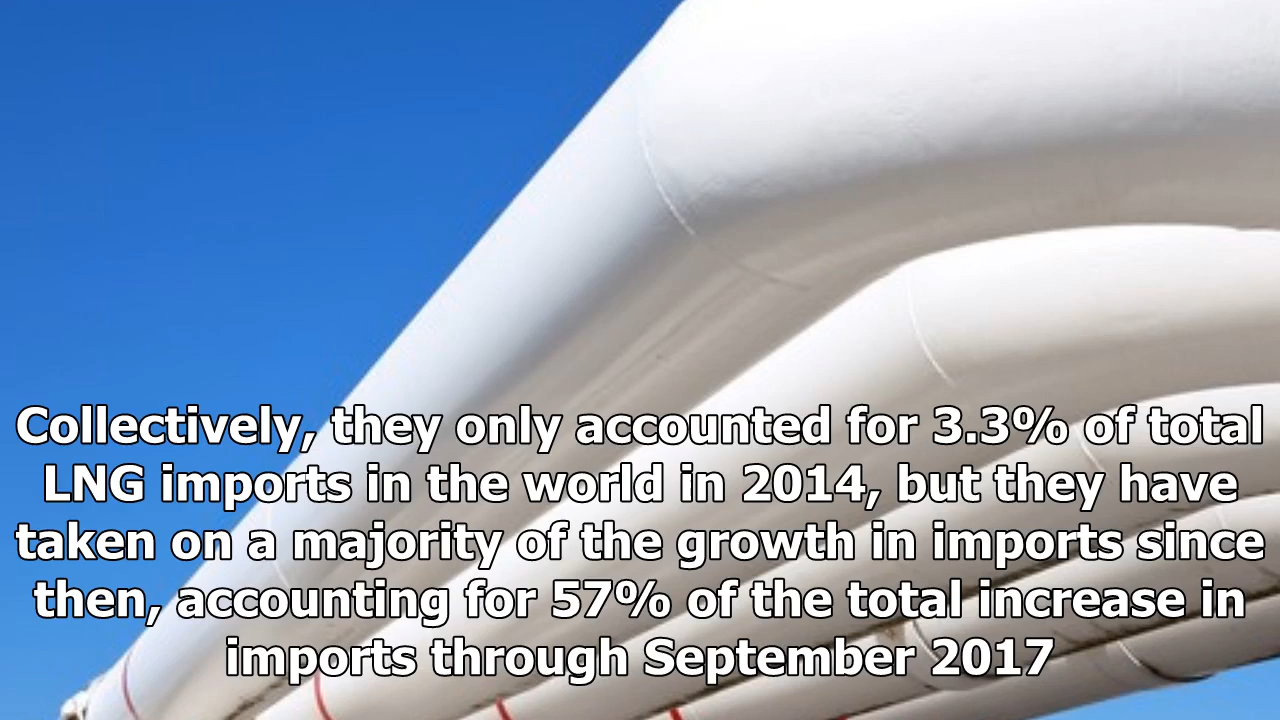 Collectively, they only accounted for 3.3% of total
LNG imports in the world in 2014, but they have
taken on a majority of the growth in imports since
then, accounting for 57% of the total increase in
imports through September 2017